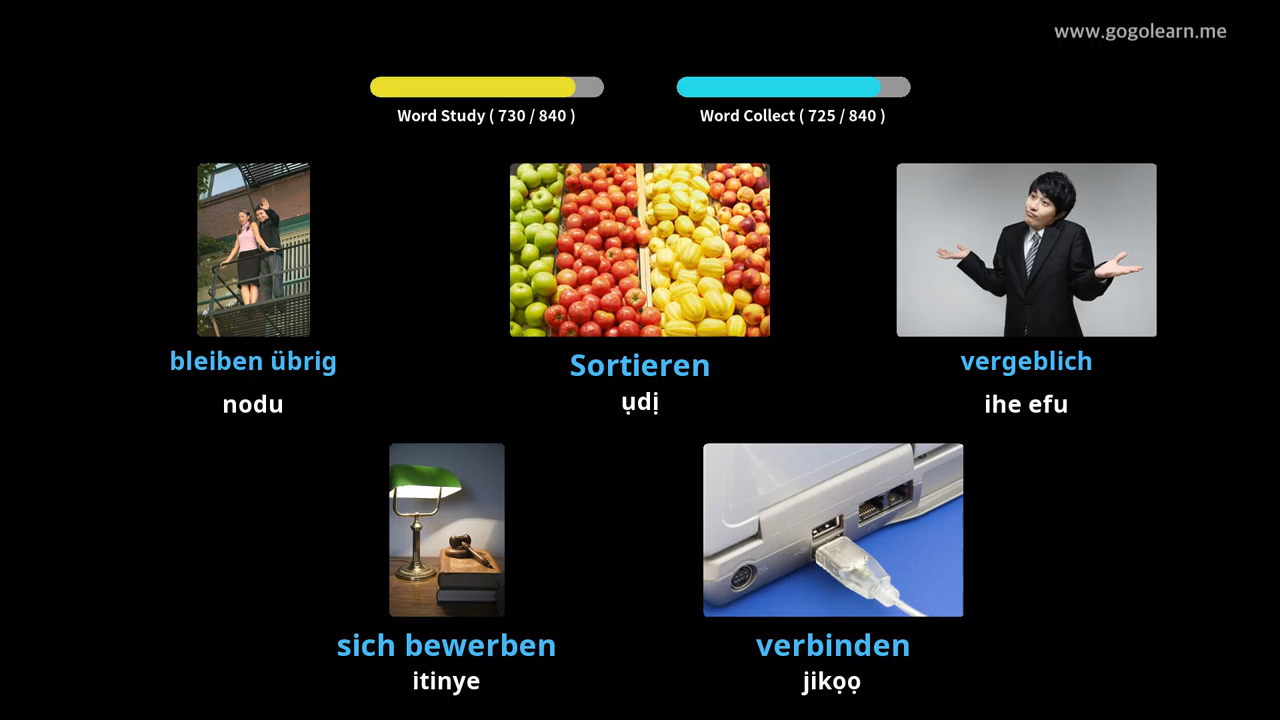 www.gogolearn.me
Word Study ( 730 / 840 )
Word Collect ( 725 / 840 )
bleiben übrig
nodu
Sortieren
ụdị
vergeblich
ihe efu
sich bewerben
itinye
verbinden
jikọọ